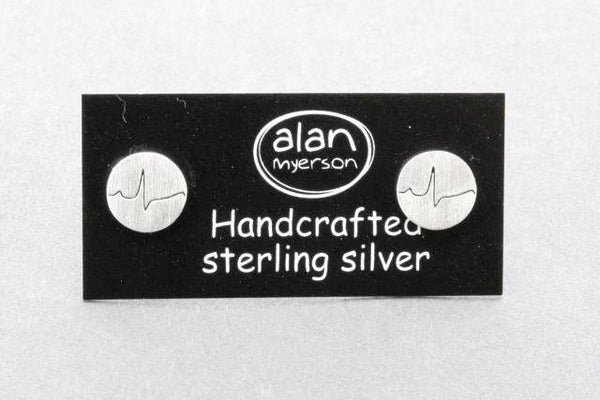 alan
myerson
Handcrafted
sterling silver